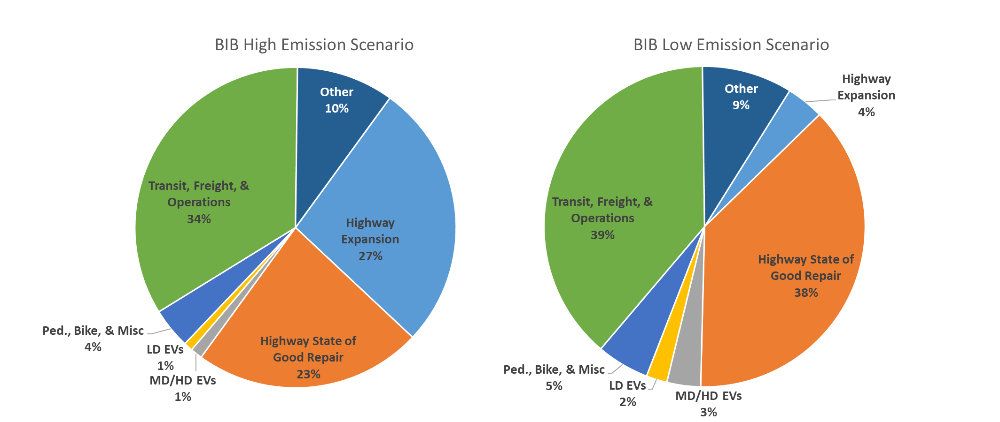 BIB High Emission Scenario
Other
10%
Highway
Expansion
27%
Highway State of
Good Repair
23%
MD/HD EVs
1%
LD EVs
1%
Ped., Bike, & Misc
4%
Transit, Freight, &
Operations
34%
BIB Low Emission Scenario
Other
9%
Highway
Expansion
4%
Highway State of
Good Repair
38%
MD/HD EVs
3%
LD EVs
2%
Ped., Bike, & Misc
5%
Transit, Freight, &
Operations
39%